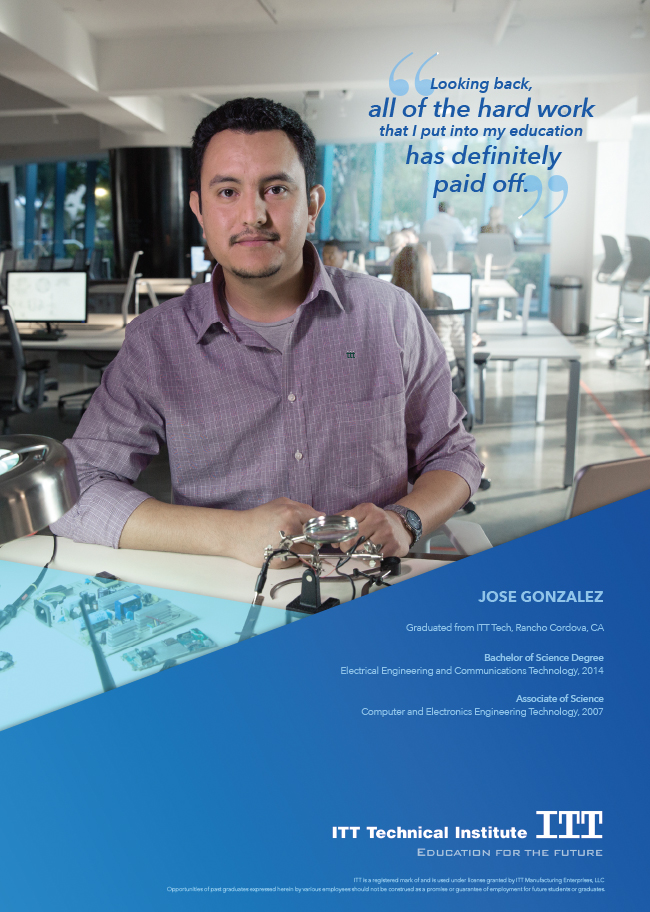 “Looking back,
all of the hard work
that I put into my education
has definitely
paid off.”
JOSE GONZALEZ
Graduated from ITT Tech, Rancho Cordova, CA
Bachelor of Science Degree
Electrical Engineering and Communications Technology, 2014
Associate of Science
Computer and Electronics Engineering Technology, 2007
ITT Technical Institute ITT
EDUCATION FOR THE FUTURE
ITT is a registered mark of and is used under license granted by ITT Manufacturing Enterprises, LLC
Opportunities of past graduates expressed herein by various employees should not be construed as a promise or guarantee of employment for future students or graduates.